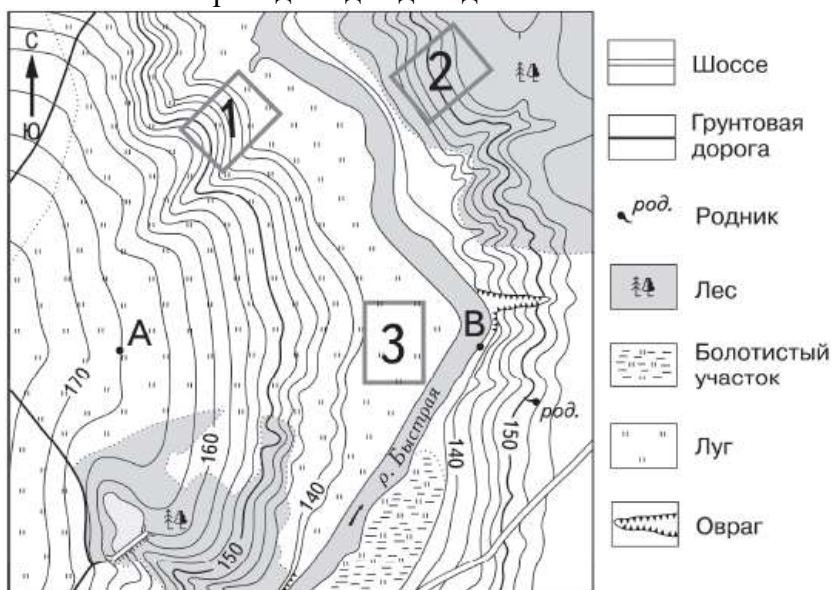 С
Ю
1
2
3
А
В
170
160
150
140
140
150
р. Быстрая
род.
Шоссе
Грунтовая
дорога
род.
Родник
Лес
Болотистый
участок
Луг
Овраг